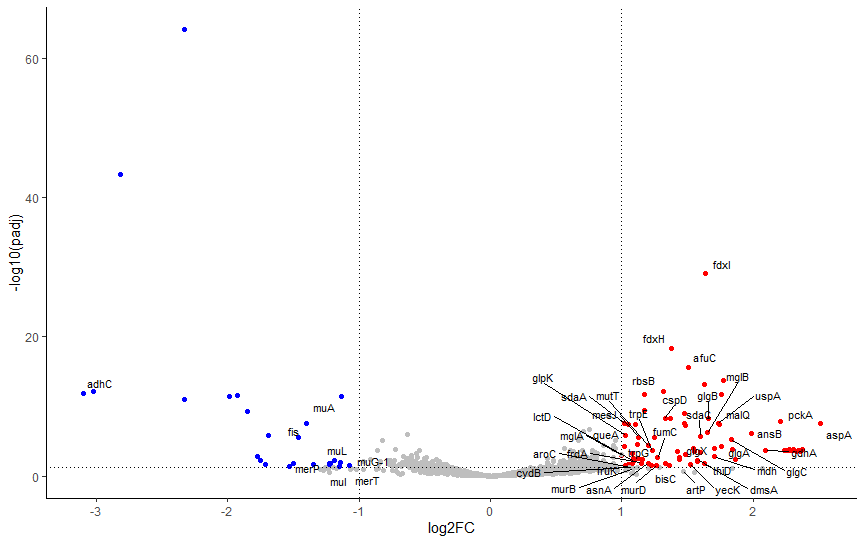 -log10(padj)
60
40
20
0
fdxI
fdxH
afuC
rbsB
glpK
sdaA
mutT
mglB
glgB
uspA
cspD
lctD
mesJ
trpE
sdaC
malQ
pckA
mglA
queA
fumC
ansB
aspA
aroC
frdA
trpG
glgX
glgA
gdhA
cydB
fruK
bisC
thiD
mdh
glgC
murB
asnA
murD
artP
yecK
dmsA
adhC
muA
fis
muL
muG-1
merP
muI
merT
-3
-2
-1
0
1
2
log2FC